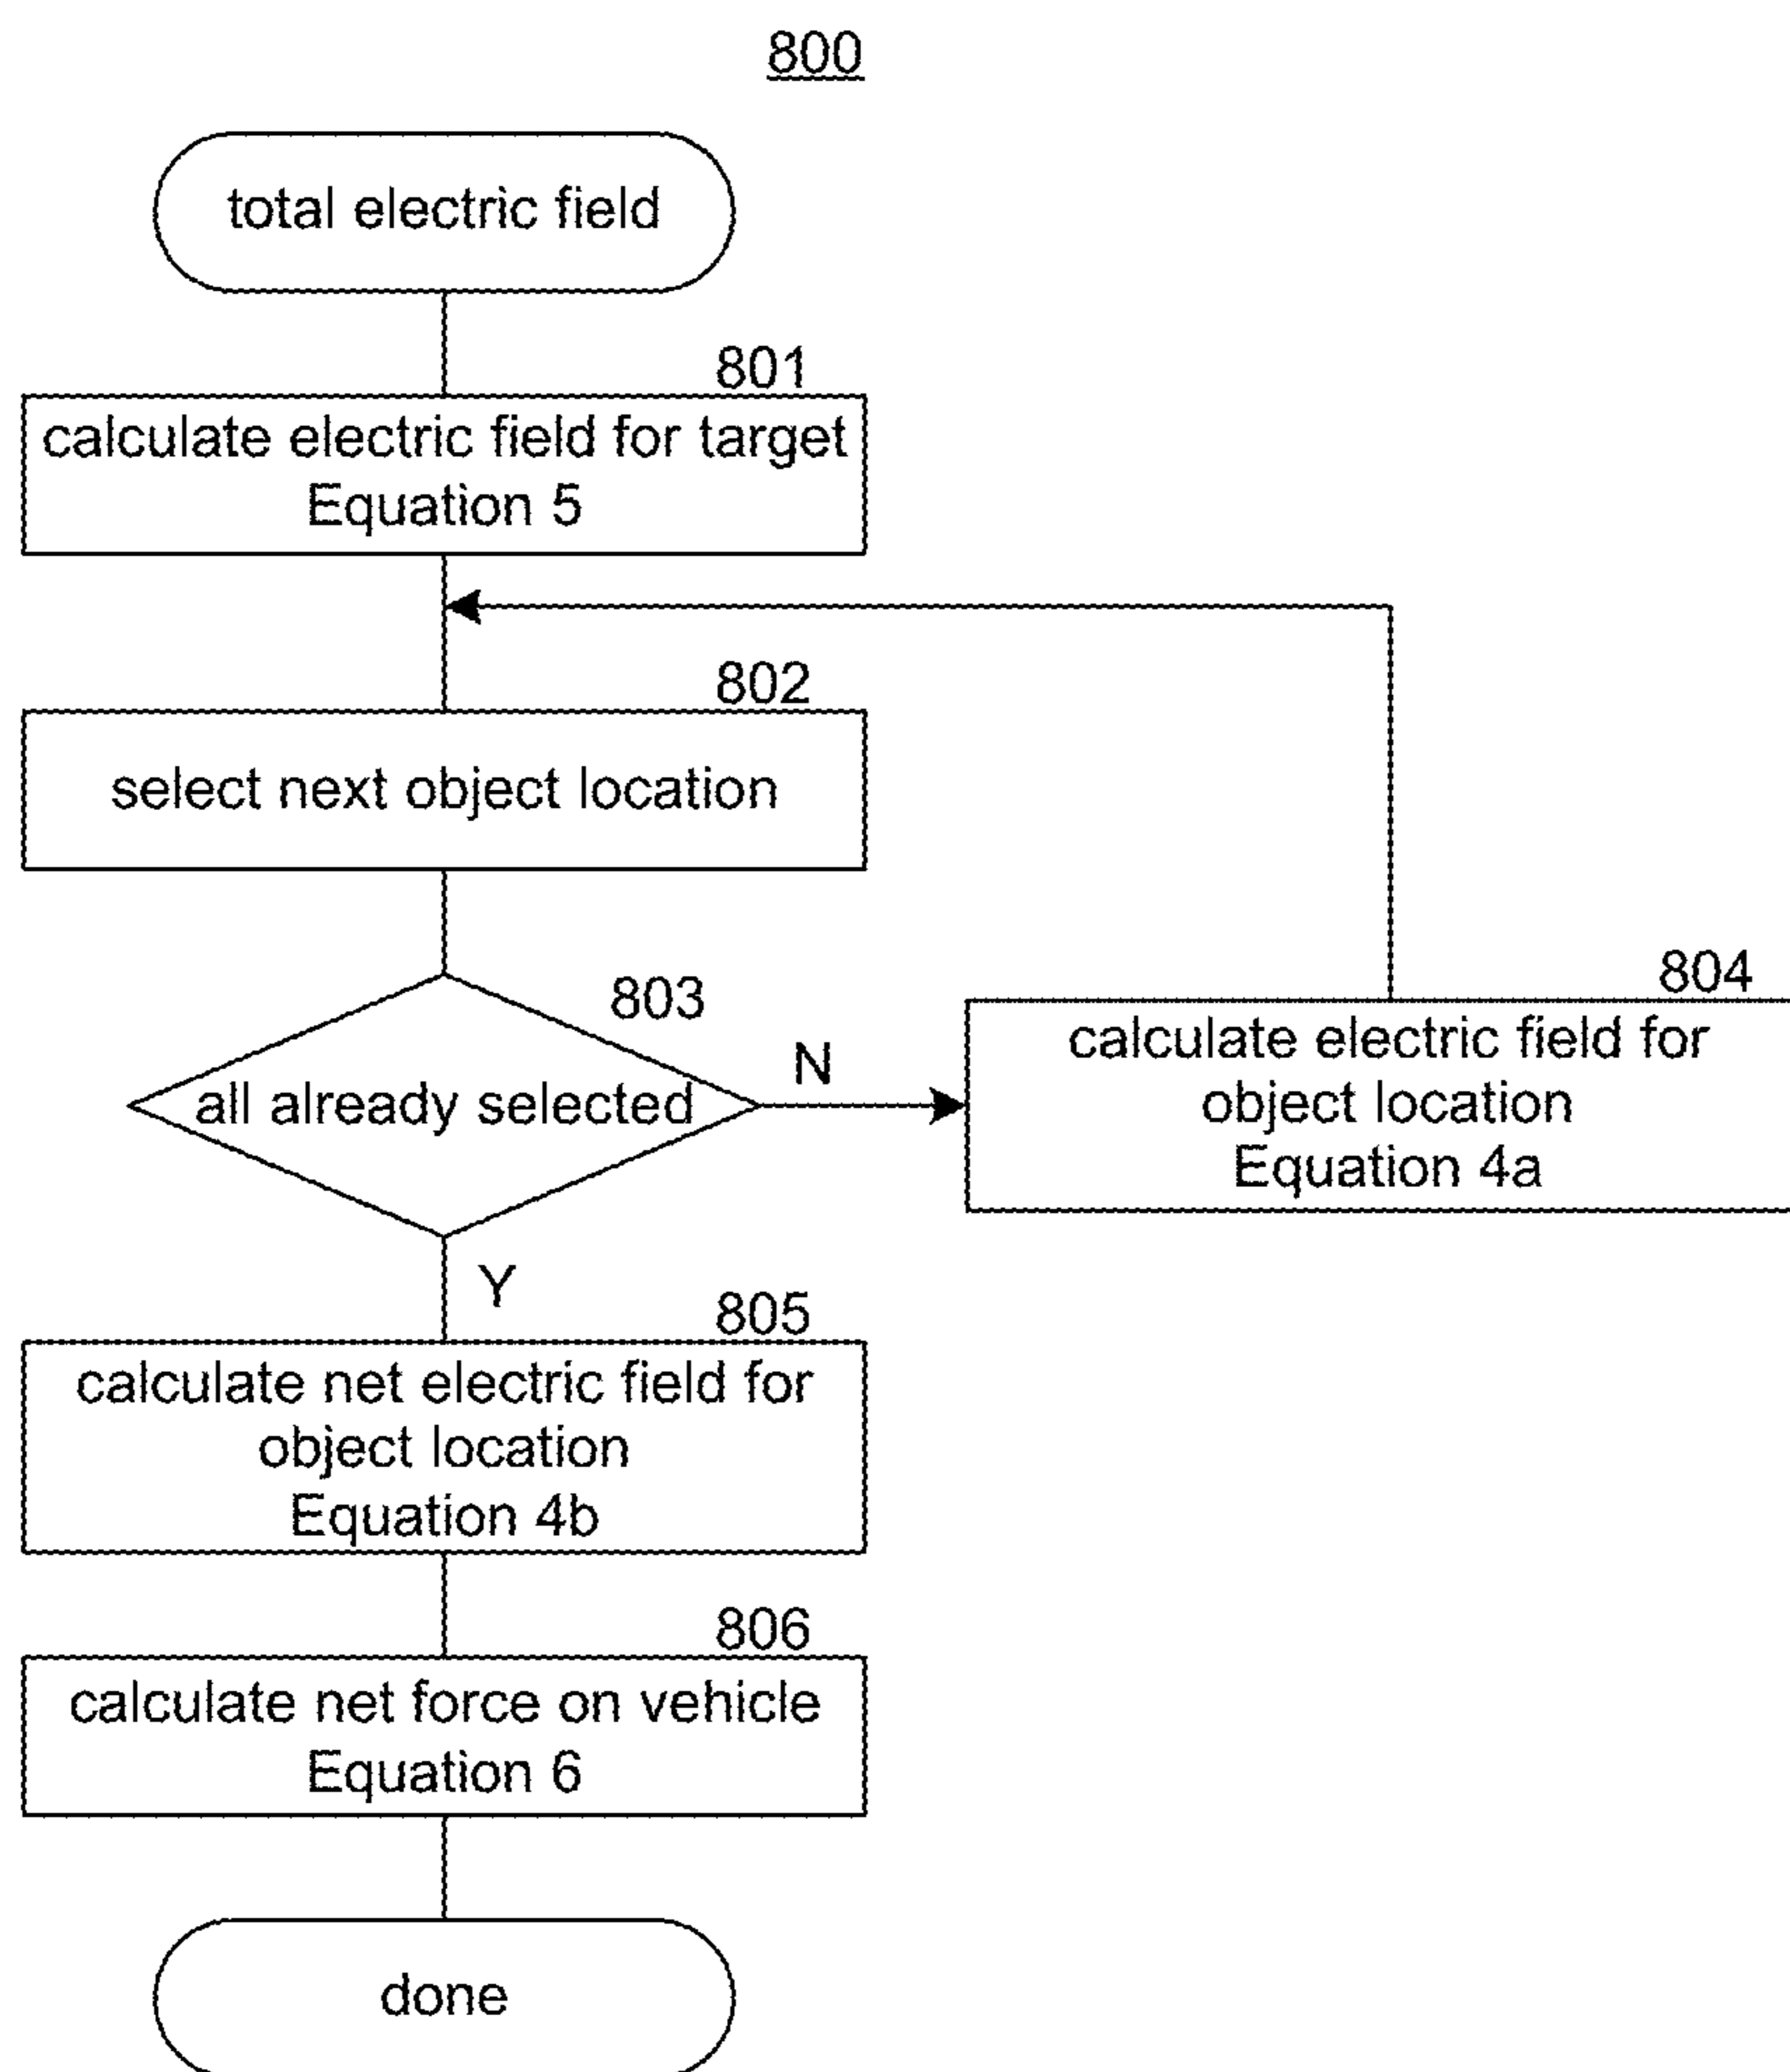 800
total electric field
801
calculate electric field for target
Equation 5
802
select next object location
803
all already selected
N
804
calculate electric field for
object location
Equation 4a
Y
805
calculate net electric field for
object location
Equation 4b
806
calculate net force on vehicle
Equation 6
done